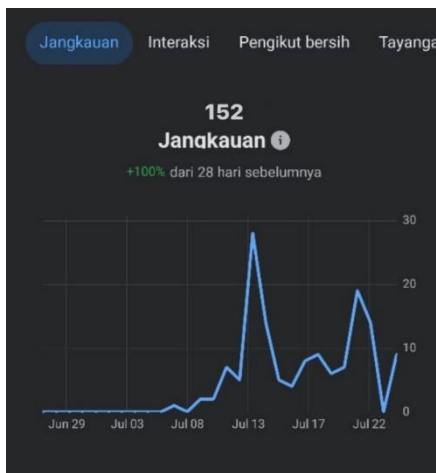 Jangkauan Interaksi Pengikut bersih Tayanga
152
Jangkauan
+100% dari 28 hari sebelumnya
30
20
10
0
Jun 29 Jul 03 Jul 08 Jul 13 Jul 17 Jul 22